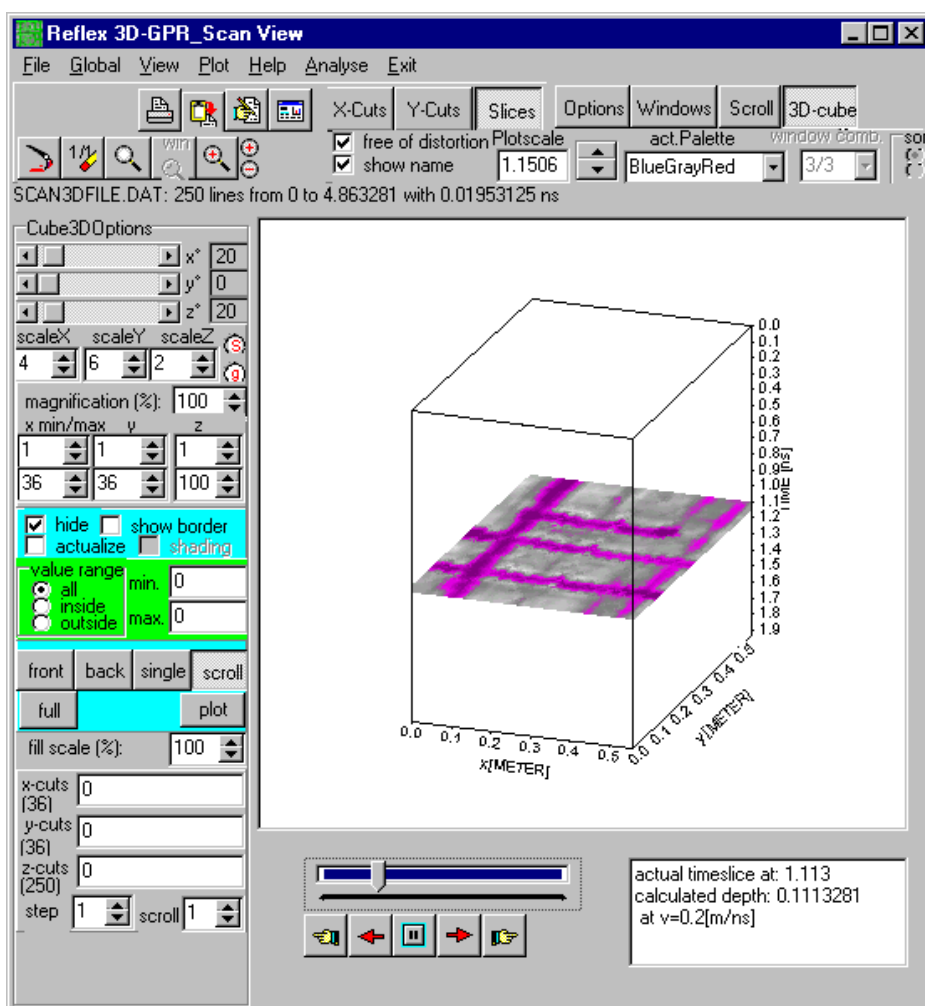 Reflex 3D-GPR_Scan View
File Global View Plot Help Analyse Exit
X-Cuts Y-Cuts Slices Options Windows Scroll 3D-cube
free of distortion Plotscale act.Palette window comb.
win show name 1.1506 BlueGrayRed 3/3
SCAN3DFILE.DAT: 250 lines from 0 to 4.863281 with 0.01953125 ns
Cube3DOptions
x° 20
y° 0
z° 20
scaleX scaleY scaleZ
4 6 2
magnification (%): 100
x min/max y z
1 1 1
36 36 100
hide show border
actualize shading
value range
all min. 0
inside
outside max. 0
front back single scroll
full plot
fill scale (%): 100
x-cuts 0
(36)
y-cuts 0
(36)
z-cuts 0
(250)
step 1 scroll 1
0.0
0.1
0.2
0.3
0.4
0.5
0.6
0.7
0.8
0.9
1.0
1.1
1.2
1.3
1.4
1.5
1.6
1.7
1.8
1.9
0.0 0.1 0.2 0.3 0.4 0.5
x[METER]
0.0 0.1 0.2 0.3 0.4 0.5
y[METER]
actual timeslice at: 1.113
calculated depth: 0.1113281
at v=0.2[m/ns]